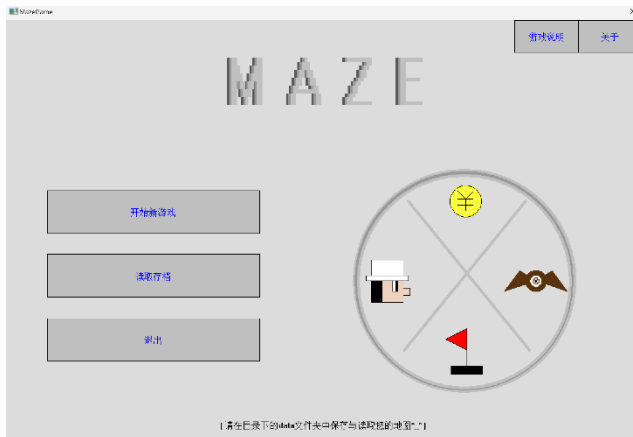 MazeGame
游戏说明 关于
MAZE
¥
开始新游戏
读取存档
退出
[ 请在目录下的data文件夹中保存与读取您的地图^_^ ]